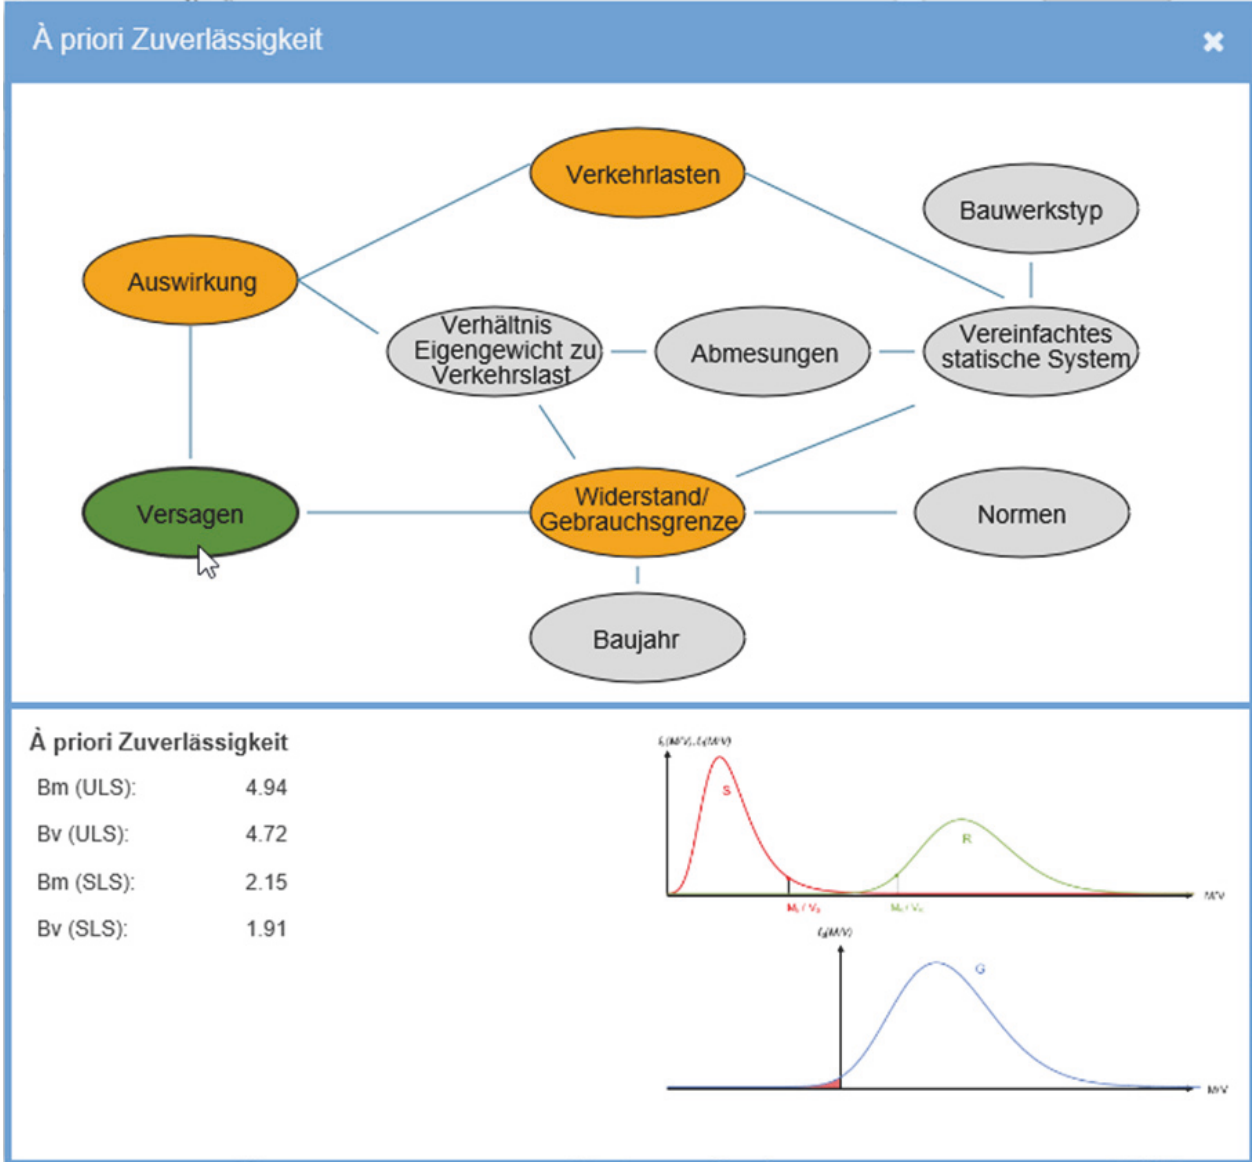 À priori Zuverlässigkeit
Verkehrlasten
Bauwerkstyp
Auswirkung
Verhältnis
Eigengewicht zu
Verkehrslast
Abmesungen
Vereinfachtes
statische System
Versagen
Widerstand/
Gebrauchsgrenze
Normen
Baujahr
À priori Zuverlässigkeit
Bm (ULS): 4.94
Bv (ULS): 4.72
Bm (SLS): 2.15
Bv (SLS): 1.91
S
R
M/V
G
M/V